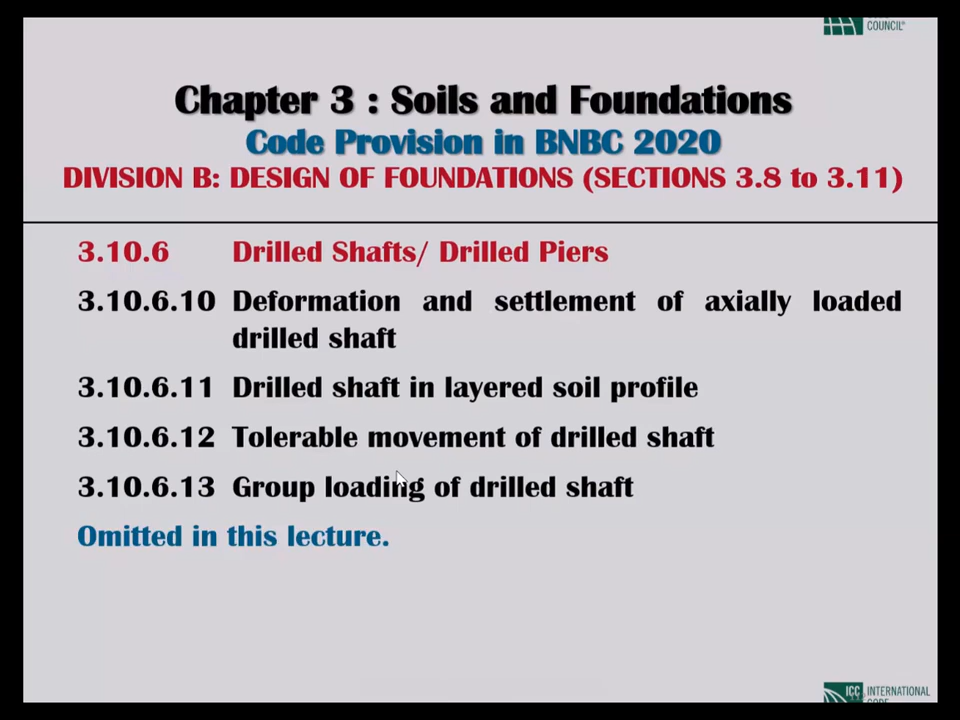 COUNCIL®
Chapter 3 : Soils and Foundations
Code Provision in BNBC 2020
DIVISION B: DESIGN OF FOUNDATIONS (SECTIONS 3.8 to 3.11)
3.10.6 Drilled Shafts/ Drilled Piers
3.10.6.10 Deformation and settlement of axially loaded
drilled shaft
3.10.6.11 Drilled shaft in layered soil profile
3.10.6.12 Tolerable movement of drilled shaft
3.10.6.13 Group loading of drilled shaft
Omitted in this lecture.
ICC INTERNATIONAL
CODE